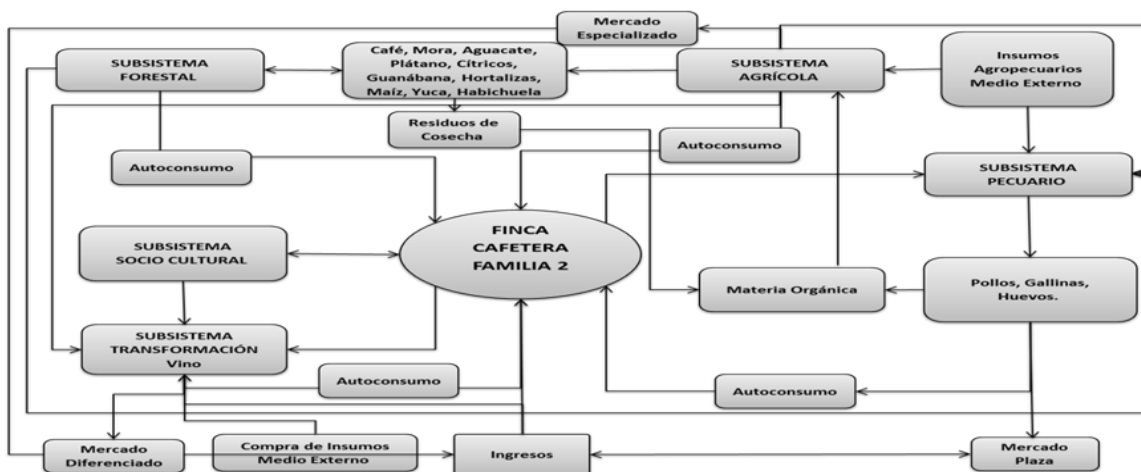 Mercado
Especializado
SUBSISTEMA
FORESTAL
Café, Mora, Aguacate,
Plátano, Cítricos,
Guanábana, Hortalizas,
Maíz, Yuca, Habichuela
SUBSISTEMA
AGRÍCOLA
Insumos
Agropecuarios
Medio Externo
Residuos de
Cosecha
Autoconsumo
Autoconsumo
SUBSISTEMA
PECUARIO
FINCA
CAFETERA
FAMILIA 2
SUBSISTEMA
SOCIO CULTURAL
Materia Orgánica
Pollos, Gallinas,
Huevos.
SUBSISTEMA
TRANSFORMACIÓN
Vino
Autoconsumo
Autoconsumo
Mercado
Diferenciado
Compra de Insumos
Medio Externo
Ingresos
Mercado
Plaza